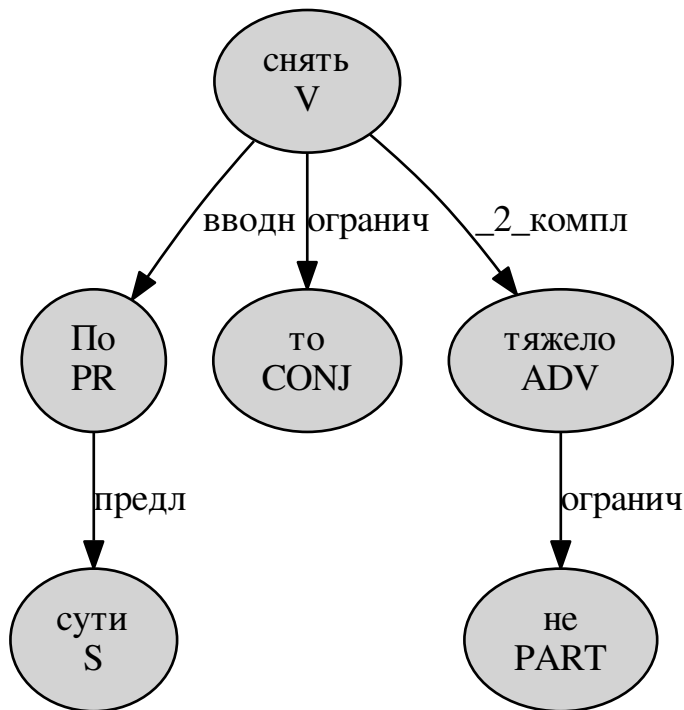 снять
V
вводн огранич _2_компл
По
PR
то
CONJ
тяжело
ADV
предл огранич
сути
S
не
PART